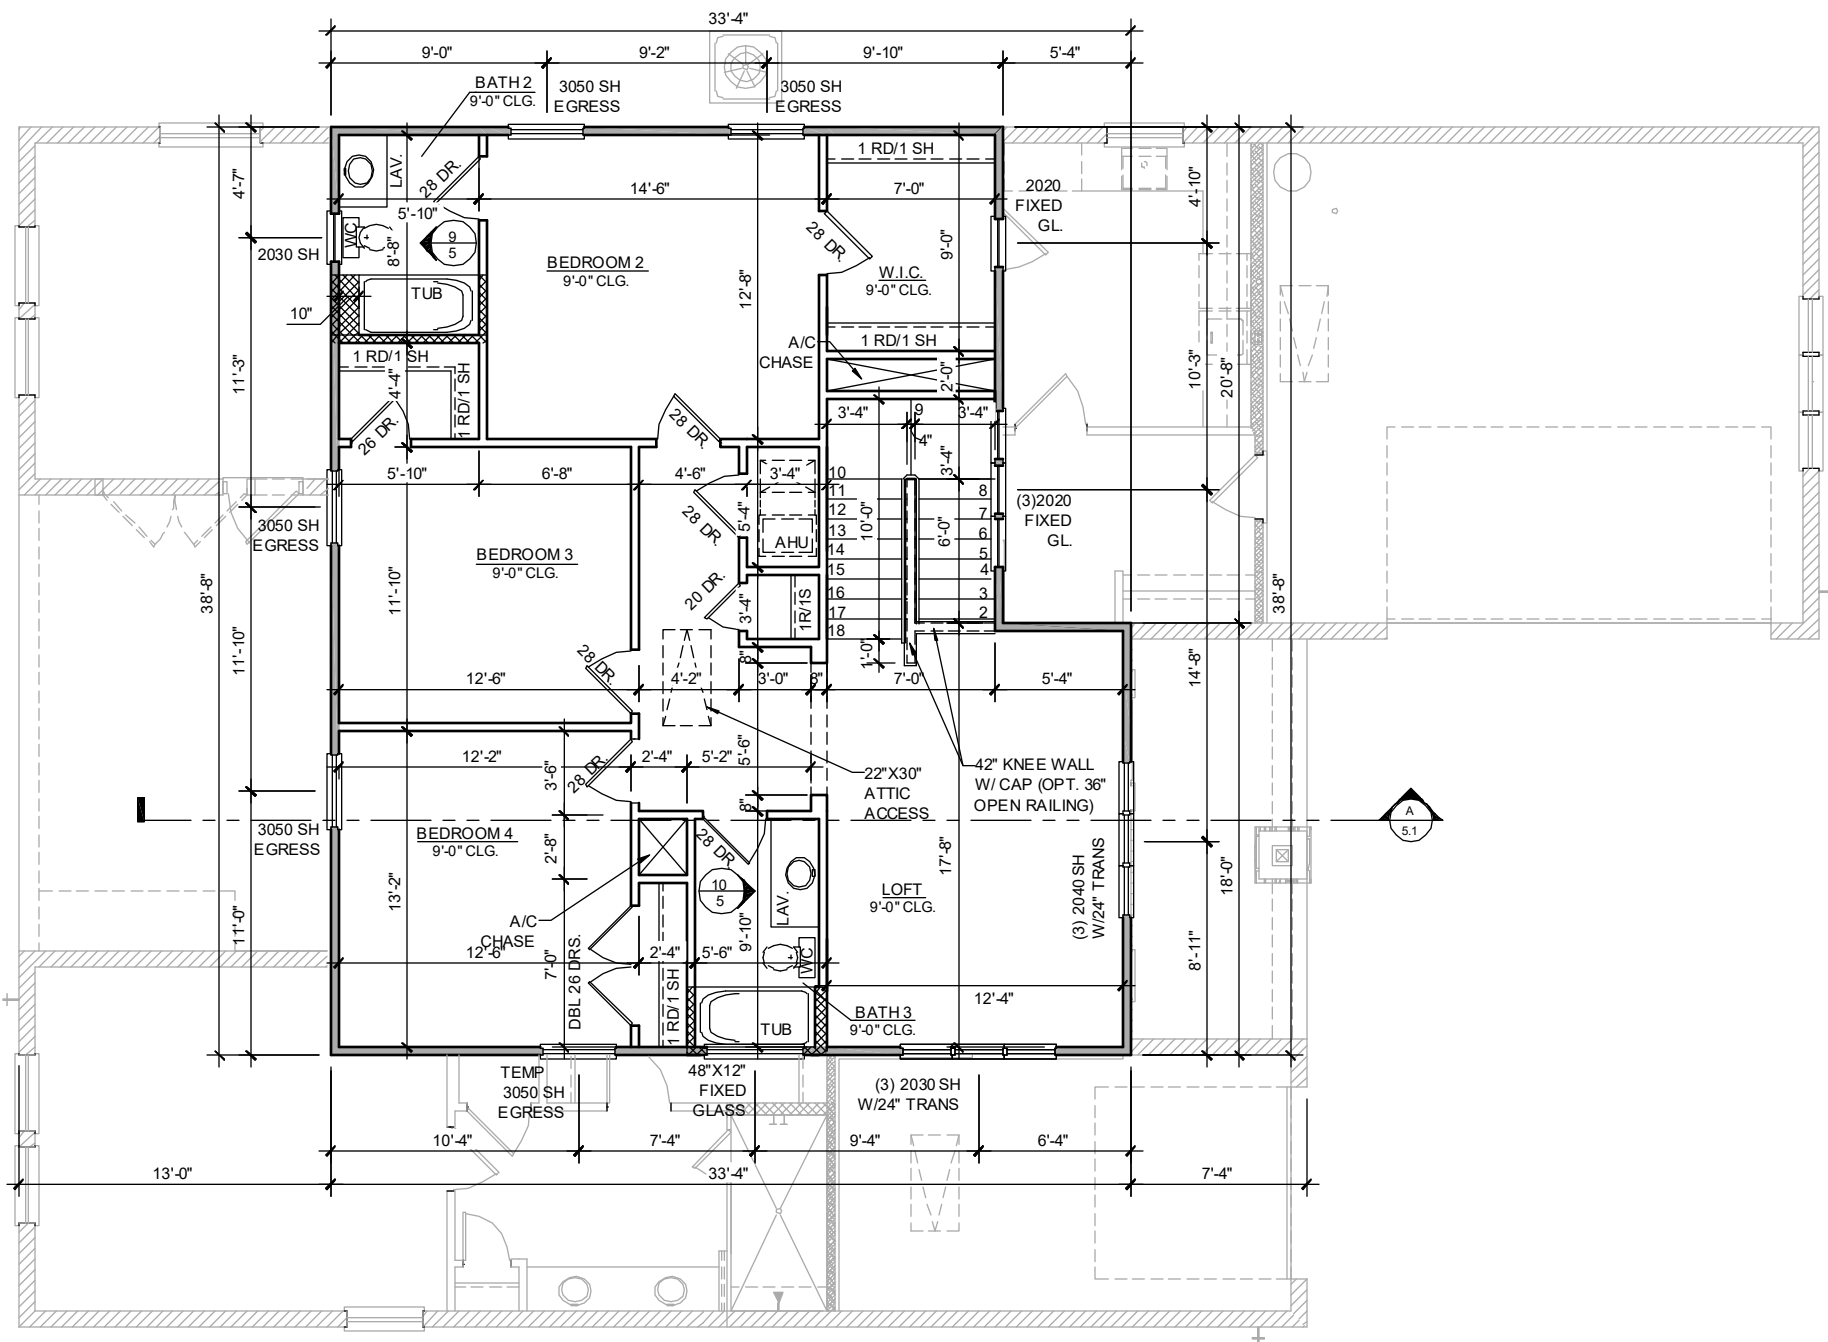 33'-4"
9'-0"
9'-2"
9'-10"
5'-4"
BATH 2
9'-0" CLG.
3050 SH
EGRESS
3050 SH
EGRESS
LAV.
28 DR.
1 RD/1 SH
4'-7"
14'-6"
7'-0"
2020
FIXED
GL.
4'-10"
5'-10"
WC
8'-8"
9
5
28 DR.
9'-0"
2030 SH
BEDROOM 2
9'-0" CLG.
W.I.C.
9'-0" CLG.
TUB
12'-8"
10"
1 RD/1 SH
A/C
CHASE
1 RD/1 SH
4'-4"
1 RD/1 SH
2'-0"
11'-3"
10'-3"
20'-8"
26 DR.
28 DR.
3'-4"
9
3'-4"
4"
3'-4"
5'-10"
6'-8"
4'-6"
3'-4"
10
11
12
13
14
15
16
17
18
8
7
6
5
4
3
2
10'-0"
6'-0"
(3)2020
FIXED
GL.
3050 SH
EGRESS
28 DR.
5'-4"
AHU
BEDROOM 3
9'-0" CLG.
38'-8"
11'-10"
20 DR.
3'-4"
1R/1S
38'-8"
11'-10"
28 DR.
8"
1'-0"
14'-8"
12'-6"
4'-2"
3'-0"
8"
7'-0"
5'-4"
12'-2"
3'-6"
28 DR.
2'-4"
5'-2"
5'-6"
22"X30"
ATTIC
ACCESS
42" KNEE WALL
W/ CAP (OPT. 36"
OPEN RAILING)
8"
A
5.1
3050 SH
EGRESS
BEDROOM 4
9'-0" CLG.
2'-8"
28 DR
17'-8"
(3) 2040 SH
W/24" TRANS
18'-0"
13'-2"
10
5
LAV.
LOFT
9'-0" CLG.
A/C
CHASE
9'-10"
11'-0"
12'-6"
7'-0"
DBL 26 DRS.
2'-4"
5'-6"
WC
8'-11"
1 RD/1 SH
12'-4"
BATH 3
9'-0" CLG.
TUB
TEMP
3050 SH
EGRESS
48"X12"
FIXED
GLASS
(3) 2030 SH
W/24" TRANS
10'-4"
7'-4"
9'-4"
6'-4"
13'-0"
33'-4"
7'-4"